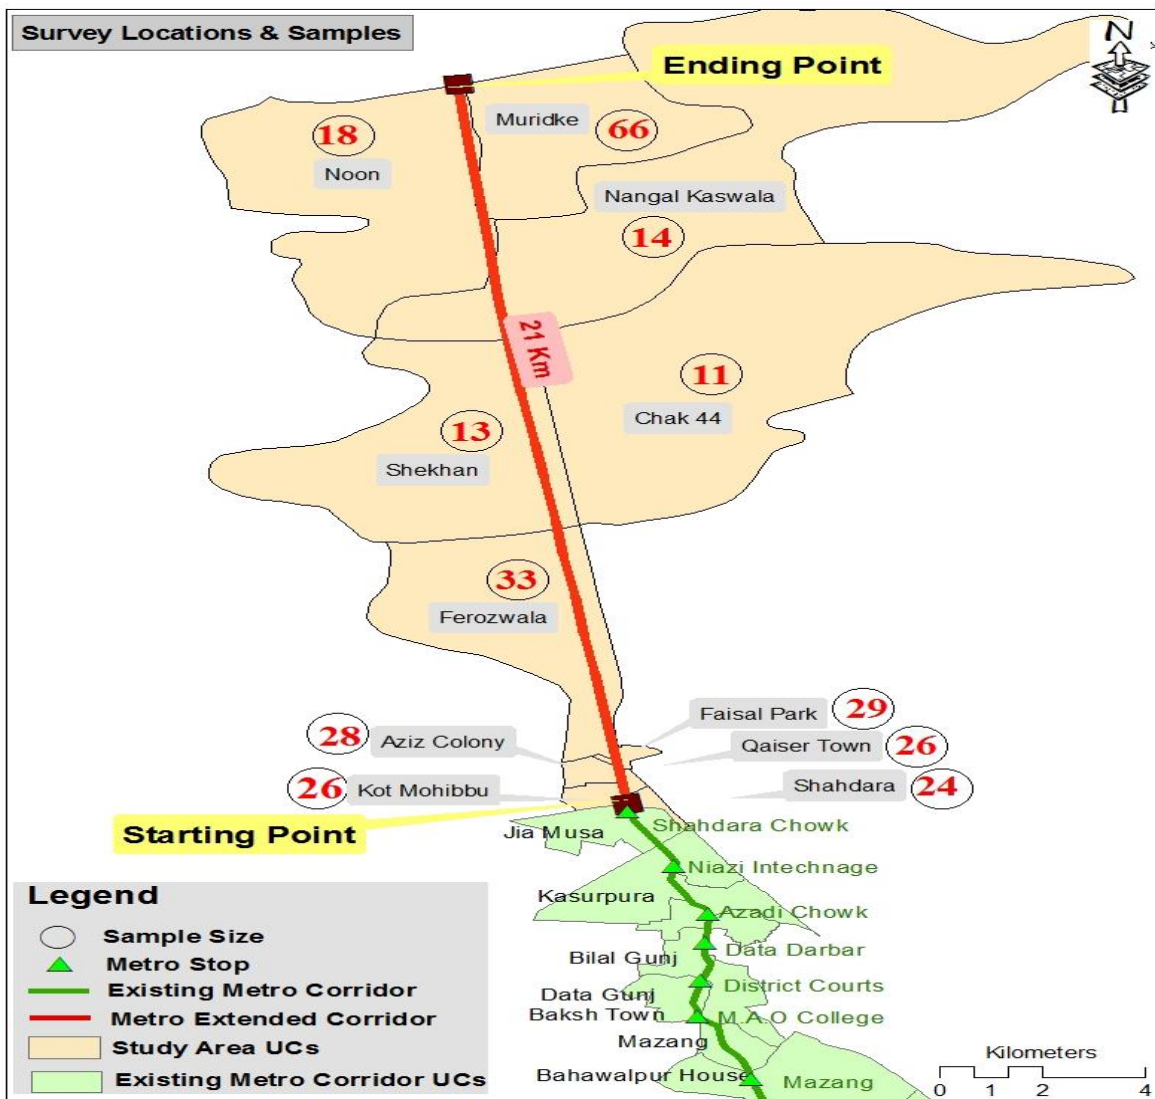 Survey Locations & Samples
N
Ending Point
Muridke
66
18
Noon
Nangal Kaswala
14
21 Km
11
Chak 44
13
Shekhan
33
Ferozwala
Faisal Park 29
28 Aziz Colony
Qaiser Town 26
26 Kot Mohibbu
Shahdara 24
Starting Point
Jia Musa
Shahdara Chowk
Niazi Intechnage
Kasurpura
Azadi Chowk
Data Darbar
Bilal Gunj
District Courts
Data Gunj
Baksh Town
M.A.O College
Mazang
Bahawalpur House
Mazang
Legend
Sample Size
Metro Stop
Existing Metro Corridor
Metro Extended Corridor
Study Area UCs
Existing Metro Corridor UCs
Kilometers
0 1 2 4